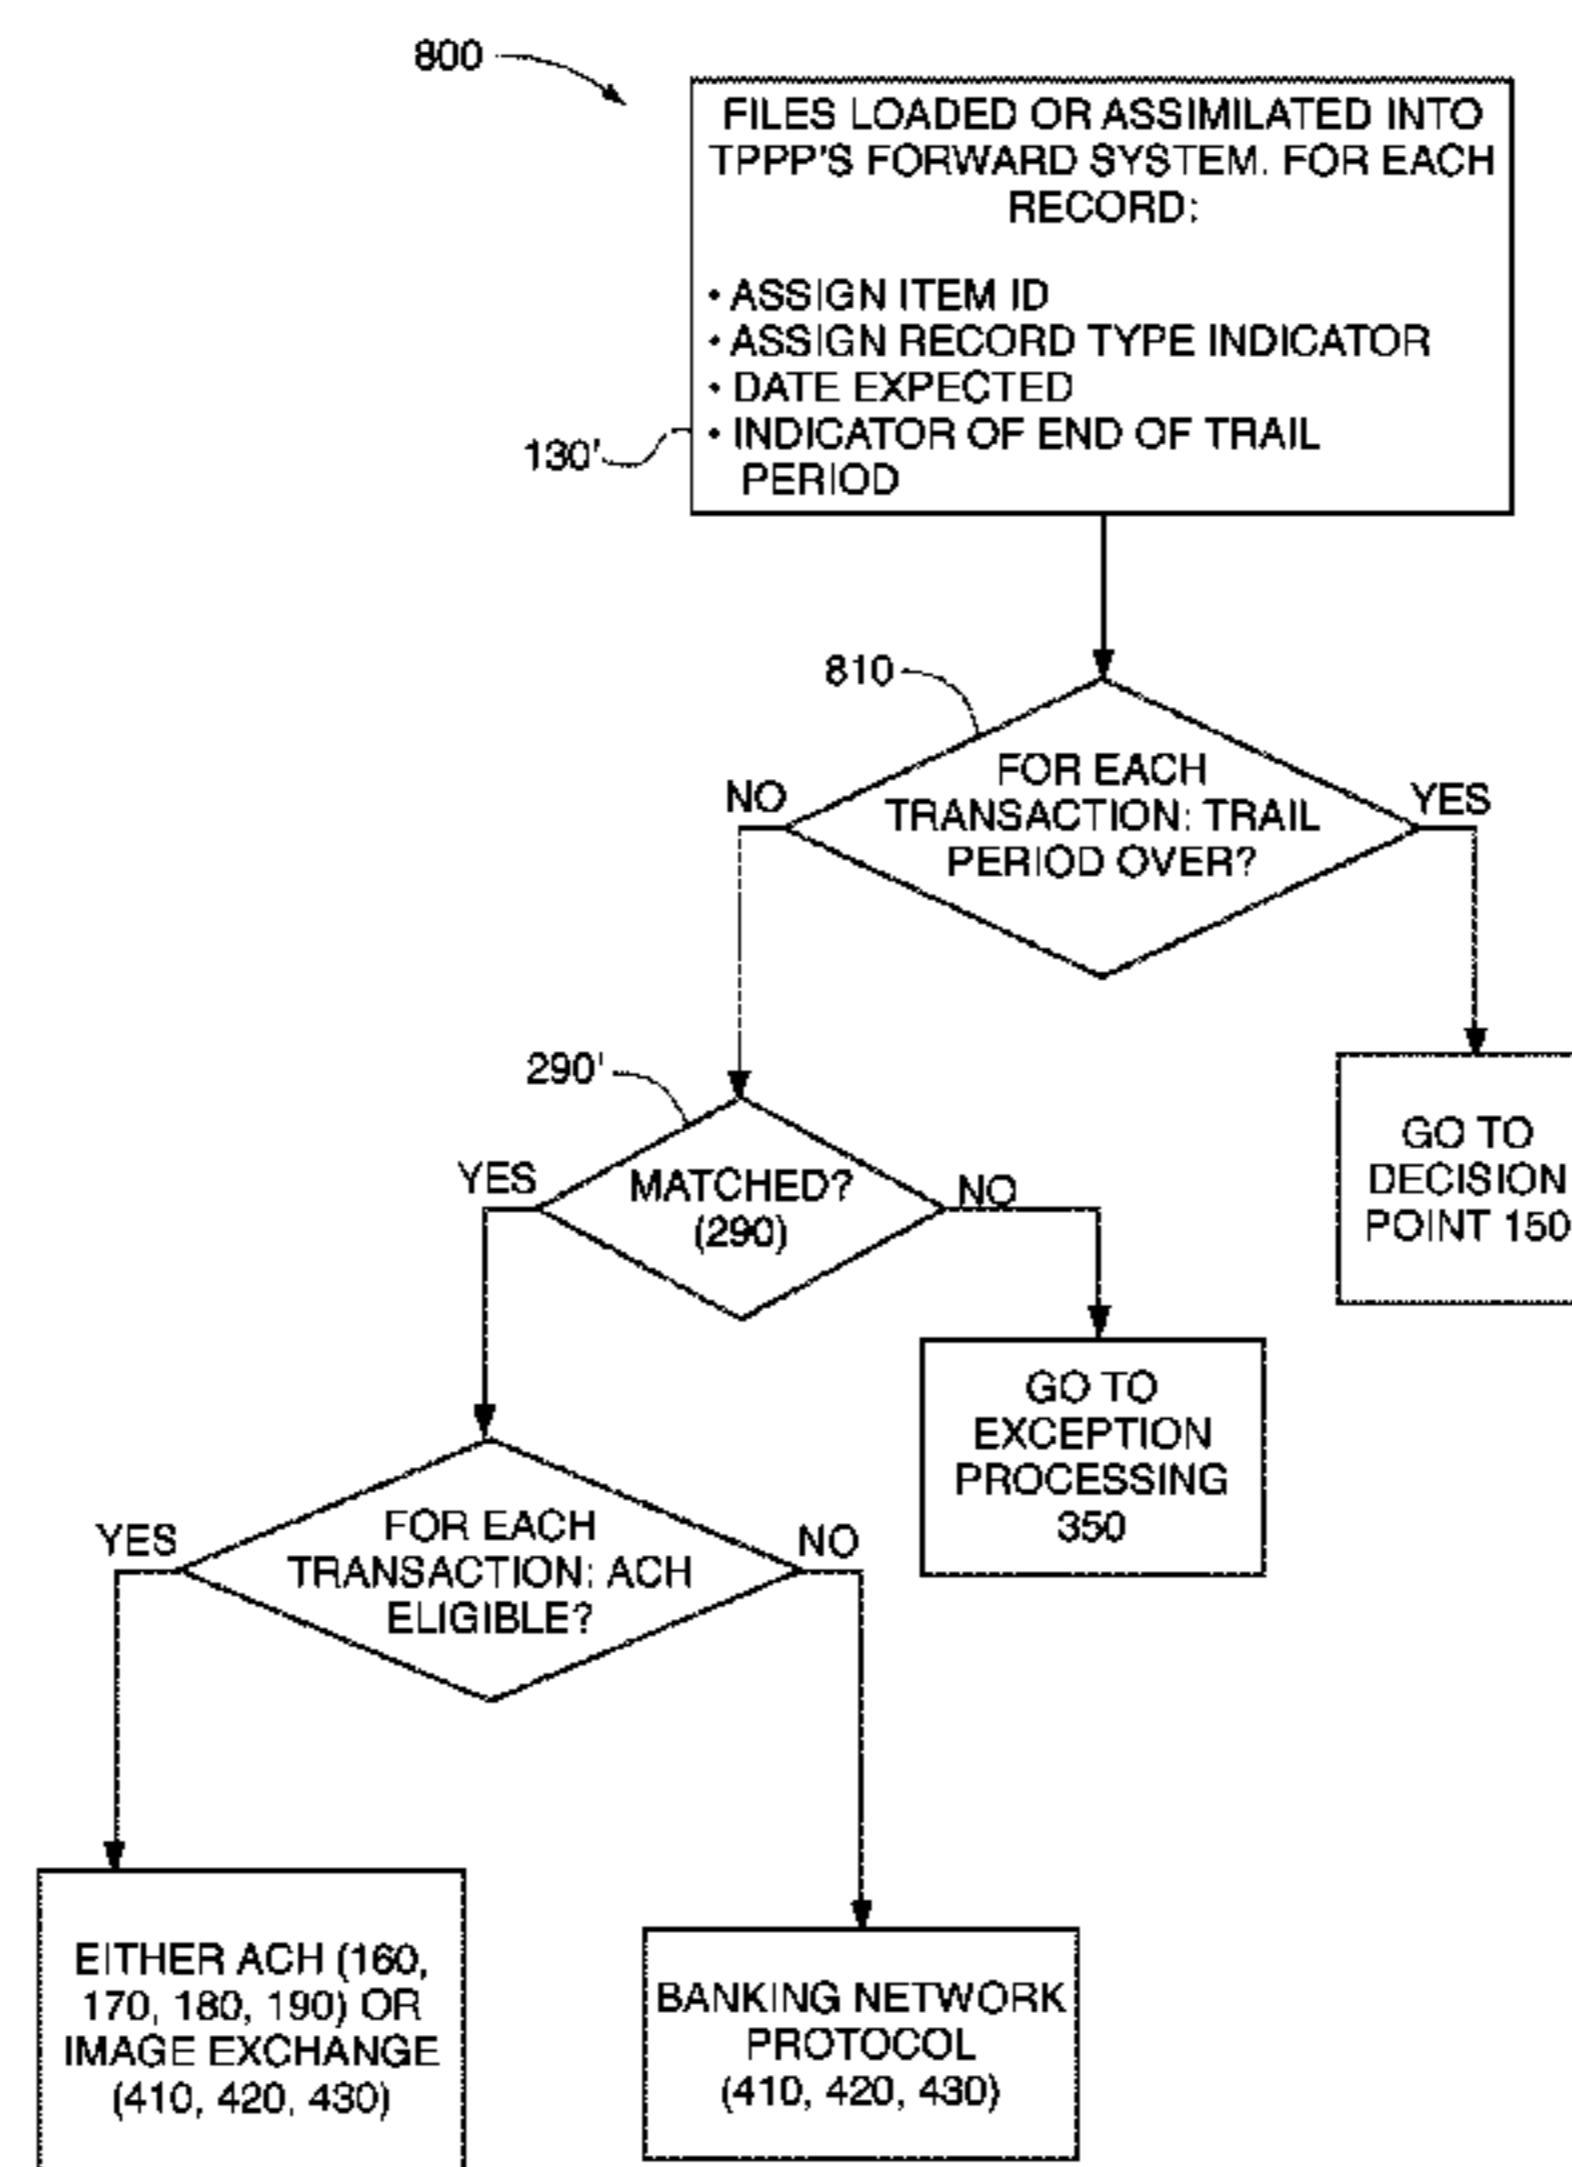 800
FILES LOADED OR ASSIMILATED INTO
TPPP'S FORWARD SYSTEM. FOR EACH
RECORD:
• ASSIGN ITEM ID
• ASSIGN RECORD TYPE INDICATOR
• DATE EXPECTED
• INDICATOR OF END OF TRAIL
PERIOD
130'
810
FOR EACH
TRANSACTION: TRAIL
PERIOD OVER?
NO
YES
290'
MATCHED?
(290)
YES
NO
GO TO
DECISION
POINT 150
GO TO
EXCEPTION
PROCESSING
350
FOR EACH
TRANSACTION: ACH
ELIGIBLE?
YES
NO
EITHER ACH (160,
170, 180, 190) OR
IMAGE EXCHANGE
(410, 420, 430)
BANKING NETWORK
PROTOCOL
(410, 420, 430)